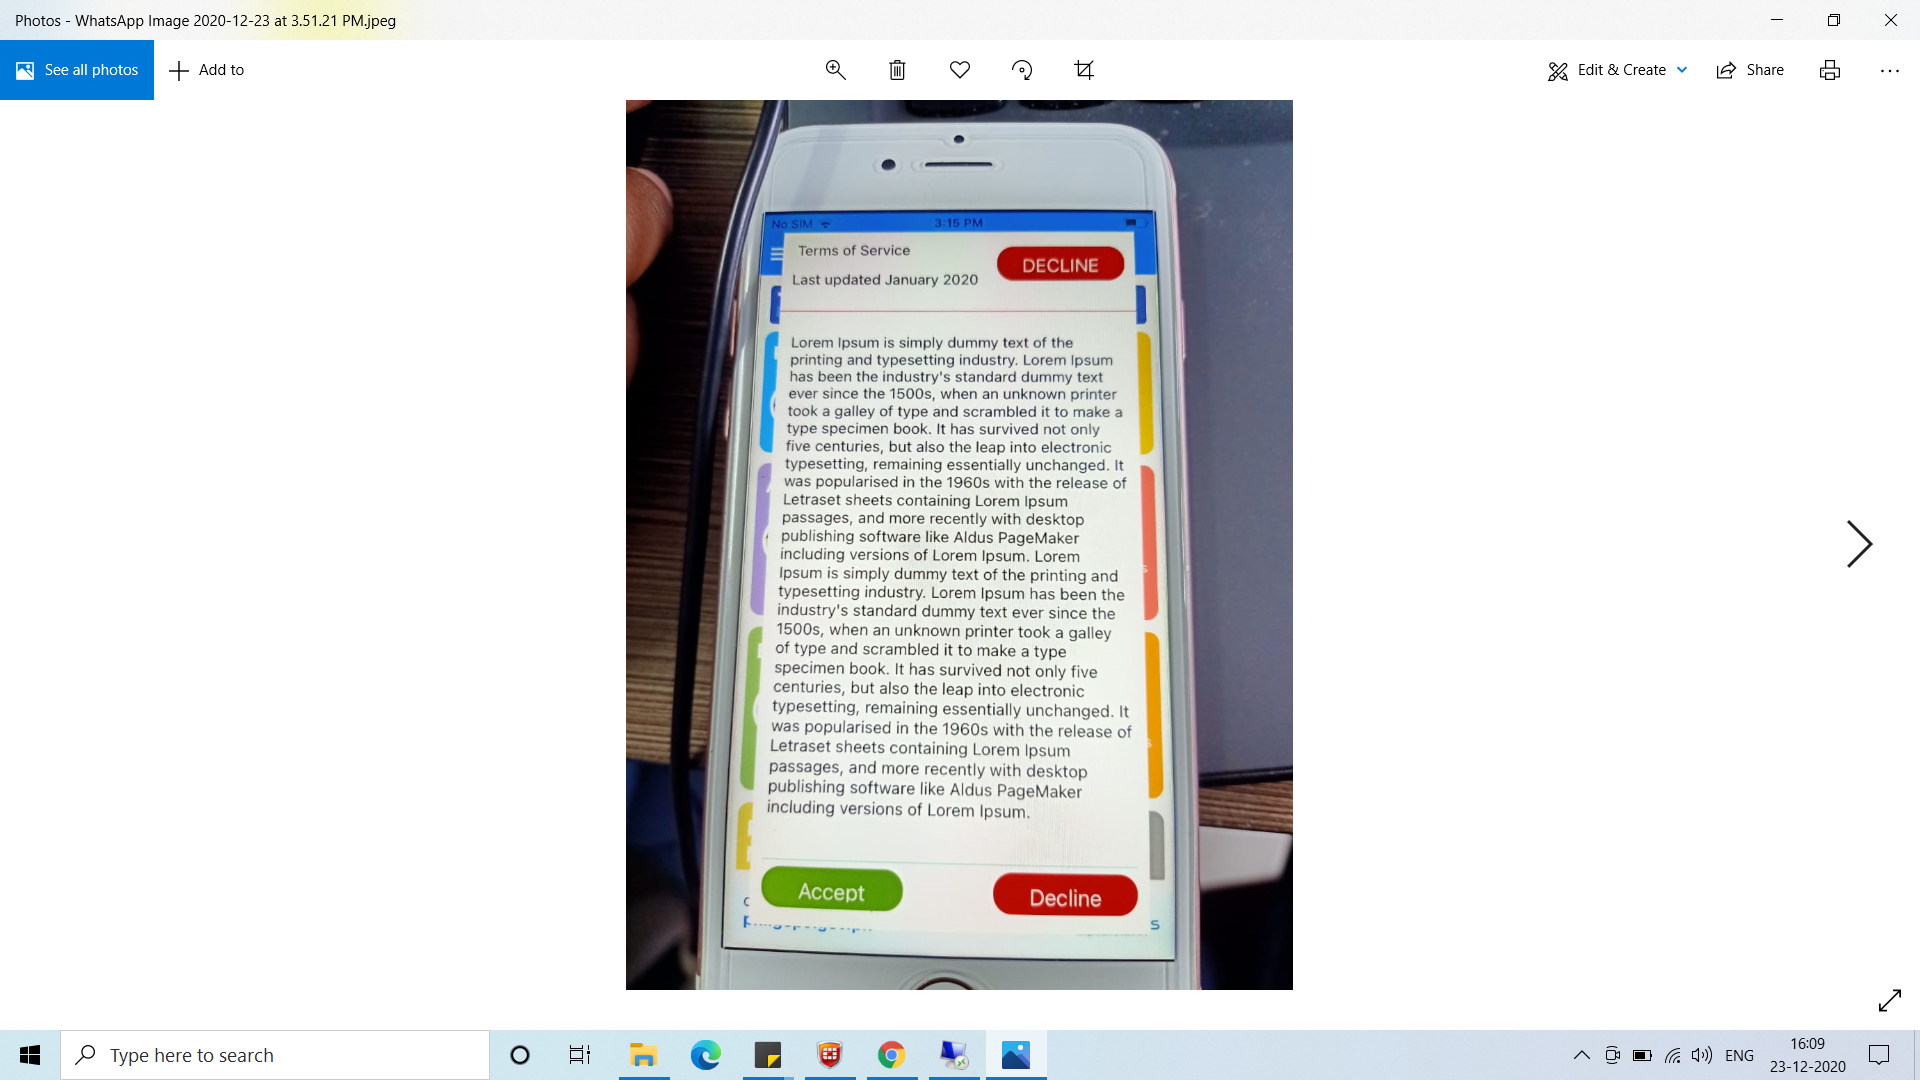 Photos - WhatsApp Image 2020-12-23 at 3.51.21 PM.jpeg
See all photos
Add to
Edit & Create
Share
No SIM
3:15 PM
Terms of Service
DECLINE
Last updated January 2020
Lorem Ipsum is simply dummy text of the
printing and typesetting industry. Lorem Ipsum
has been the industry's standard dummy text
ever since the 1500s, when an unknown printer
took a galley of type and scrambled it to make a
type specimen book. It has survived not only
five centuries, but also the leap into electronic
typesetting, remaining essentially unchanged. It
was popularised in the 1960s with the release of
Letraset sheets containing Lorem Ipsum
passages, and more recently with desktop
publishing software like Aldus PageMaker
including versions of Lorem Ipsum. Lorem
Ipsum is simply dummy text of the printing and
typesetting industry. Lorem Ipsum has been the
industry's standard dummy text ever since the
1500s, when an unknown printer took a galley
of type and scrambled it to make a type
specimen book. It has survived not only five
centuries, but also the leap into electronic
typesetting, remaining essentially unchanged. It
was popularised in the 1960s with the release of
Letraset sheets containing Lorem Ipsum
passages, and more recently with desktop
publishing software like Aldus PageMaker
including versions of Lorem Ipsum.
Accept
Decline
Type here to search
ENG
16:09
23-12-2020